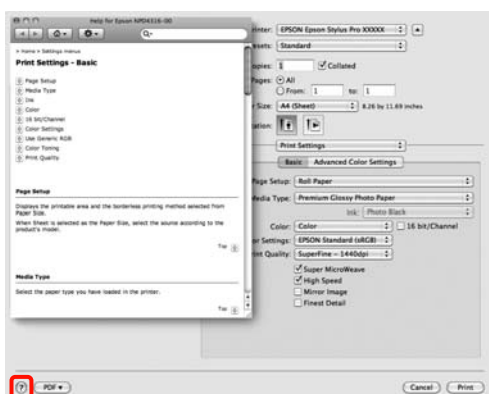 Help for Epson NPD4316-00
Q
> Home > Settings menus
Print Settings - Basic
Page Setup
Media Type
Ink
Color
16 bit/Channel
Color Settings
Use Generic RGB
Color Toning
Print Quality
Page Setup
Displays the printable area and the borderless printing method selected from
Paper Size.
When Sheet is selected as the Paper Size, select the source according to the
product's model.
Top
Media Type
Select the paper type you have loaded in the printer.
Top
inter: EPSON Epson Stylus Pro XXXXX
esets: Standard
opies: 1 Collated
Pages: All
From: 1 to: 1
r Size: A4 (Sheet) 8.26 by 11.69 inches
ation:
Print Settings
Basic Advanced Color Settings
Page Setup: Roll Paper
Media Type: Premium Glossy Photo Paper
Ink: Photo Black
Color: Color 16 bit/Channel
or Settings: EPSON Standard (sRGB)
int Quality: SuperFine - 1440dpi
Super MicroWeave
High Speed
Mirror Image
Finest Detail
? PDF Cancel Print